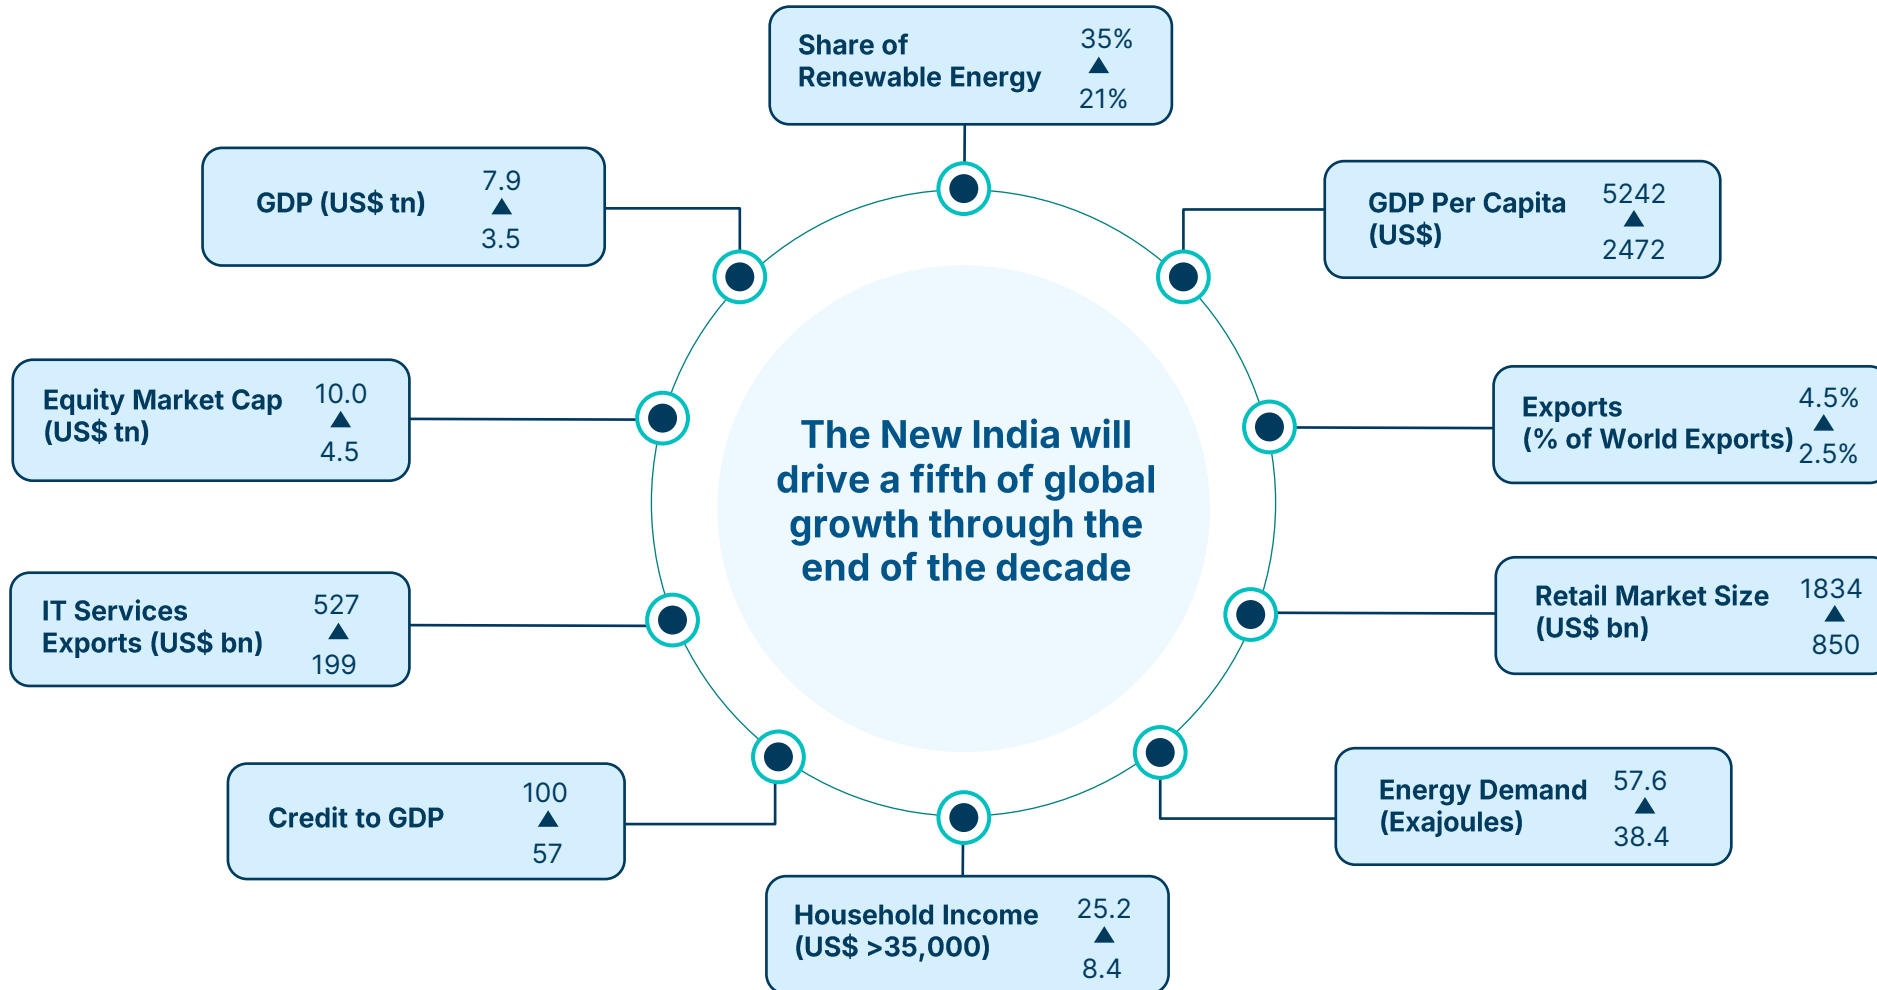 Share of
Renewable Energy
35%
▲
21%
GDP (US$ tn)
7.9
▲
3.5
GDP Per Capita
(US$)
5242
▲
2472
Equity Market Cap
(US$ tn)
10.0
▲
4.5
Exports
(% of World Exports)
4.5%
▲
2.5%
The New India will
drive a fifth of global
growth through the
end of the decade
IT Services
Exports (US$ bn)
527
▲
199
Retail Market Size
(US$ bn)
1834
▲
850
Credit to GDP
100
▲
57
Energy Demand
(Exajoules)
57.6
▲
38.4
Household Income
(US$ >35,000)
25.2
▲
8.4